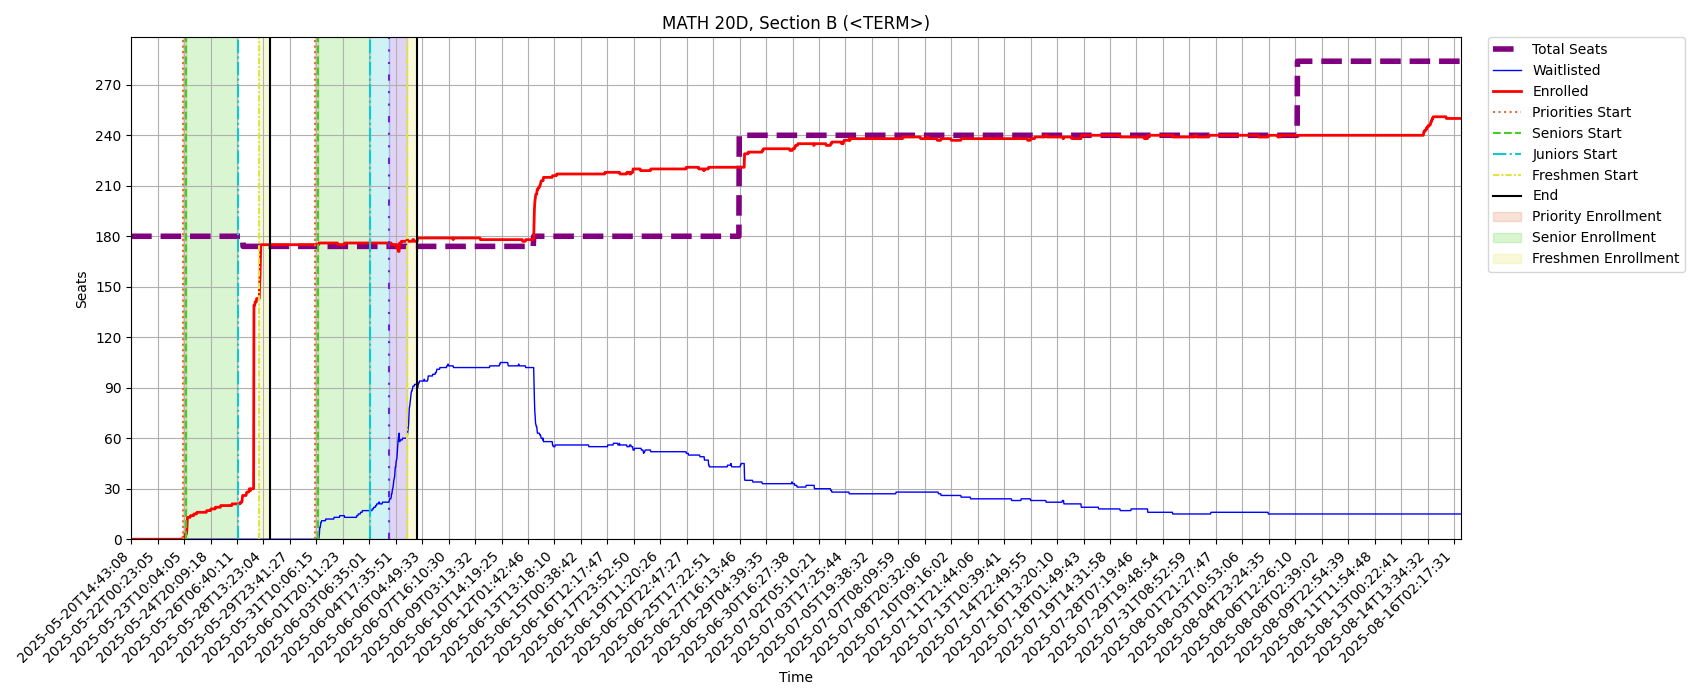 MATH 20D, Section B (<TERM>)
Total Seats
Waitlisted
Enrolled
Priorities Start
Seniors Start
Juniors Start
Freshmen Start
End
Priority Enrollment
Senior Enrollment
Freshmen Enrollment
Seats
270
240
210
180
150
120
90
60
30
0
2025-05-20T14:43:08
2025-05-22T00:23:05
2025-05-23T10:04:05
2025-05-24T20:09:18
2025-05-26T06:40:11
2025-05-28T13:23:04
2025-05-29T23:41:27
2025-05-31T10:06:15
2025-06-01T20:11:23
2025-06-03T06:35:01
2025-06-04T17:35:51
2025-06-06T04:49:33
2025-06-07T16:10:30
2025-06-09T03:13:32
2025-06-10T14:19:25
2025-06-12T01:42:46
2025-06-13T13:18:10
2025-06-15T00:38:42
2025-06-16T12:17:47
2025-06-17T23:52:50
2025-06-19T11:20:26
2025-06-20T22:47:27
2025-06-25T17:22:51
2025-06-27T16:13:46
2025-06-29T04:39:35
2025-06-30T16:27:38
2025-07-02T05:10:21
2025-07-03T17:25:44
2025-07-05T19:38:32
2025-07-07T08:09:59
2025-07-08T20:32:06
2025-07-10T09:16:02
2025-07-11T21:44:06
2025-07-13T10:39:41
2025-07-14T22:49:55
2025-07-16T13:20:10
2025-07-18T01:49:43
2025-07-19T14:31:58
2025-07-28T07:19:46
2025-07-29T19:48:54
2025-07-31T08:52:59
2025-08-01T21:27:47
2025-08-03T10:53:06
2025-08-04T23:24:35
2025-08-06T12:26:10
2025-08-08T02:39:02
2025-08-09T22:54:39
2025-08-11T11:54:48
2025-08-13T00:22:41
2025-08-14T13:34:32
2025-08-16T02:17:31
Time